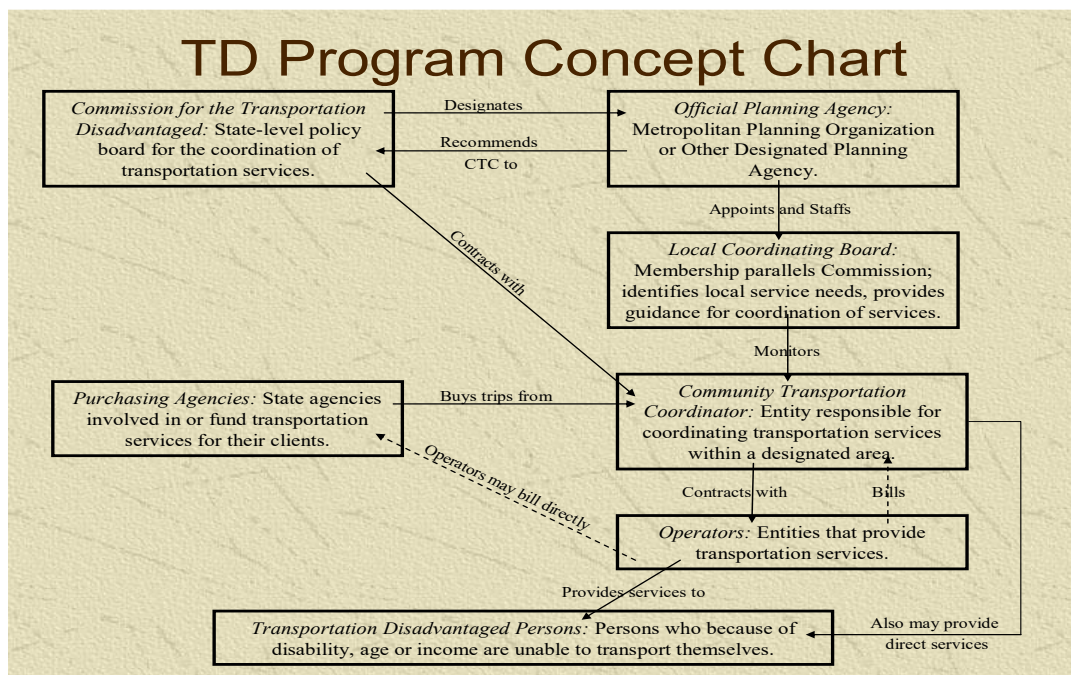 TD Program Concept Chart
Commission for the Transportation
Disadvantaged: State-level policy
board for the coordination of
transportation services.
Designates
Recommends
CTC to
Official Planning Agency:
Metropolitan Planning Organization
or Other Designated Planning
Agency.
Appoints and Staffs
Local Coordinating Board:
Membership parallels Commission;
identifies local service needs, provides
guidance for coordination of services.
Contracts with
Monitors
Purchasing Agencies: State agencies
involved in or fund transportation
services for their clients.
Buys trips from
Community Transportation
Coordinator: Entity responsible for
coordinating transportation services
within a designated area.
Operators may bill directly
Contracts with
Bills
Operators: Entities that provide
transportation services.
Provides services to
Transportation Disadvantaged Persons: Persons who because of
disability, age or income are unable to transport themselves.
Also may provide
direct services